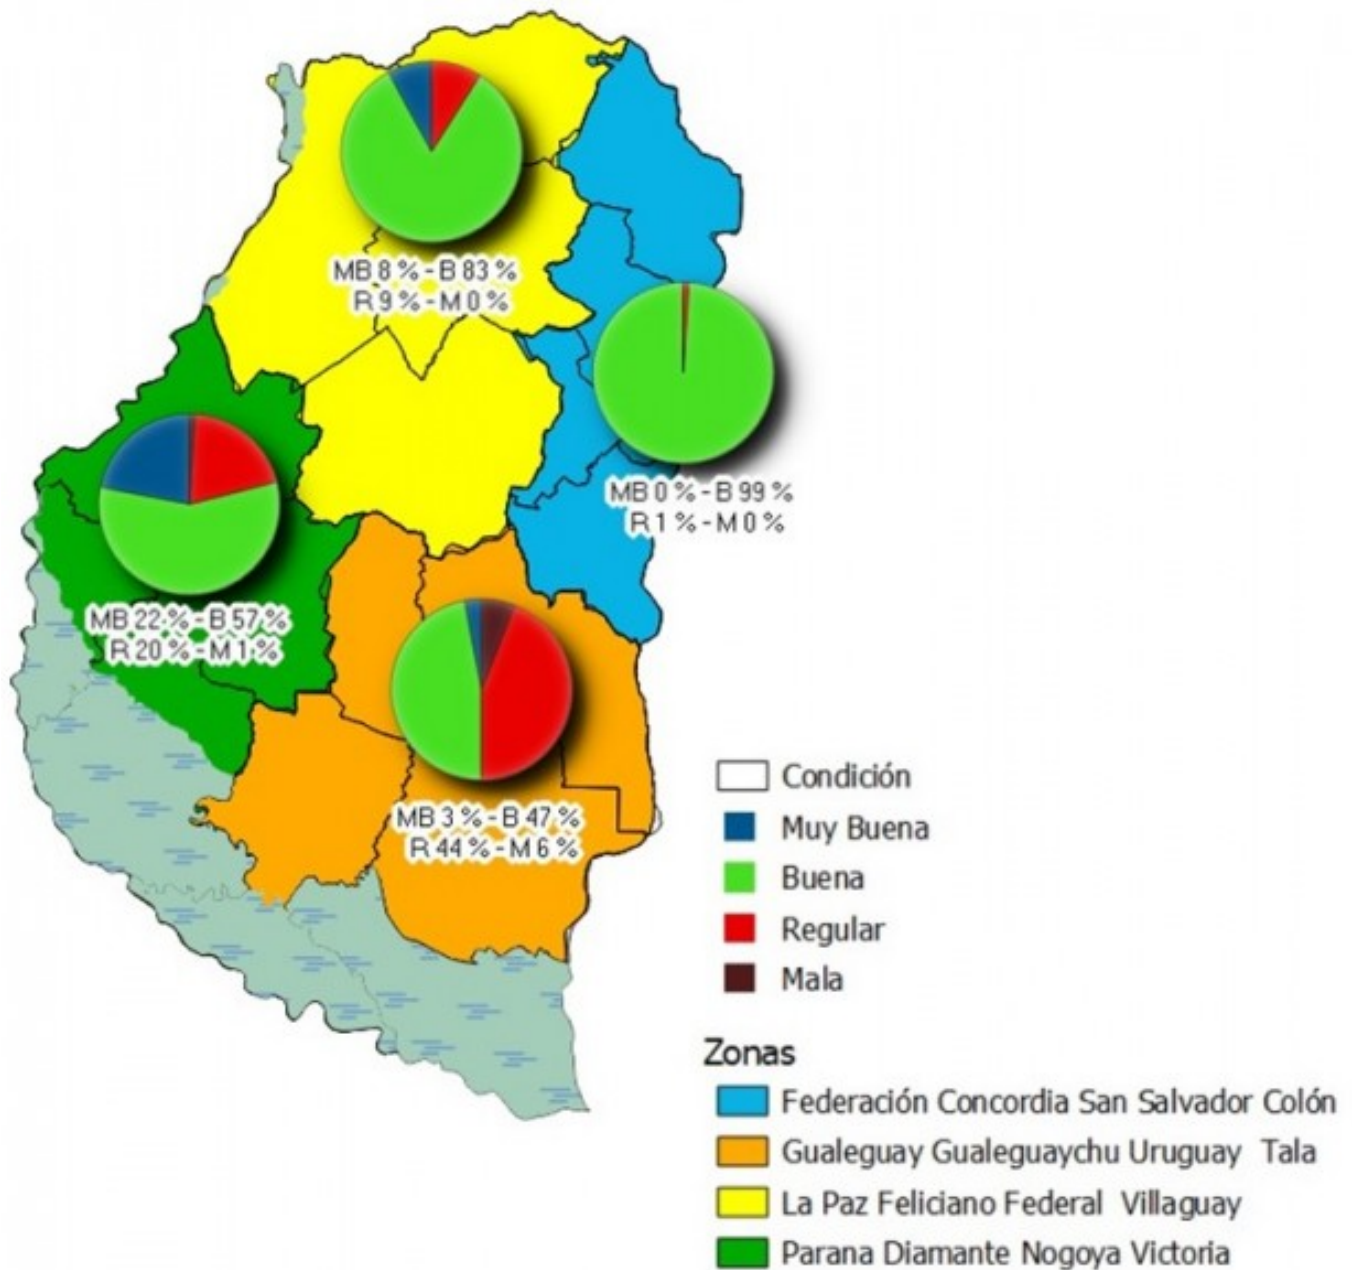 MB 8 % - B 83 %
R 9 % - M 0 %
MB 0 % - B 99 %
R 1 % - M 0 %
MB 22 % - B 57 %
R 20 % - M 1 %
MB 3 % - B 47 %
R 44 % - M 6 %
Condición
Muy Buena
Buena
Regular
Mala
Zonas
Federación Concordia San Salvador Colón
Gualeguay Gualeguaychu Uruguay Tala
La Paz Feliciano Federal Villaguay
Parana Diamante Nogoya Victoria